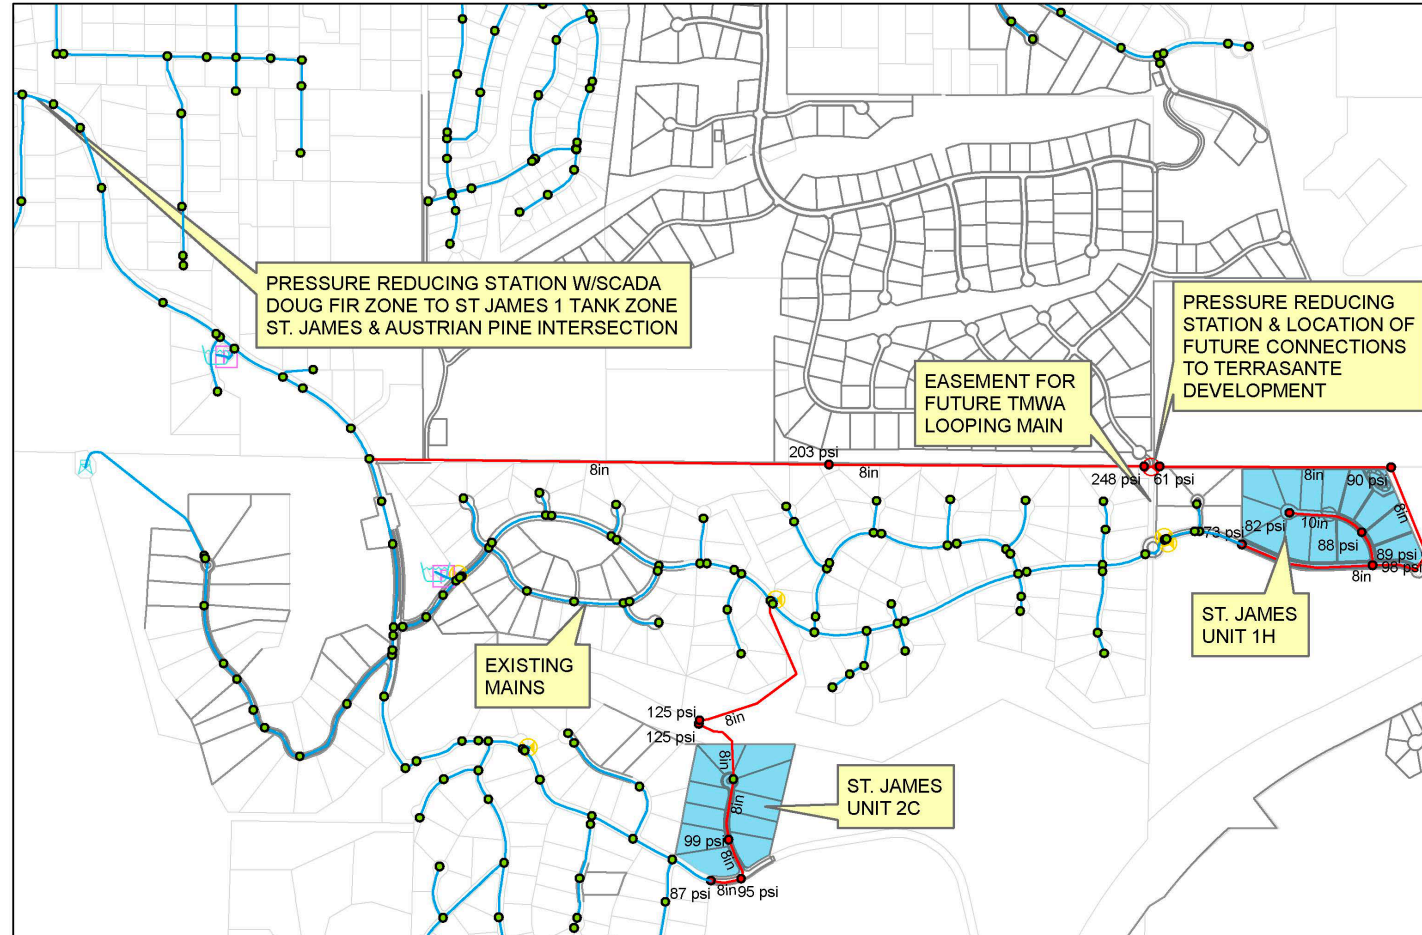 PRESSURE REDUCING STATION W/SCADA
DOUG FIR ZONE TO ST JAMES 1 TANK ZONE
ST. JAMES & AUSTRIAN PINE INTERSECTION
PRESSURE REDUCING
STATION & LOCATION OF
FUTURE CONNECTIONS
TO TERRASANTE
DEVELOPMENT
EASEMENT FOR
FUTURE TMWA
LOOPING MAIN
203 psi
8in
8in
248 psi
61 psi
8in
90 psi
8in
82 psi
10in
73 psi
88 psi
89 psi
98 psi
8in
ST. JAMES
UNIT 1H
EXISTING
MAINS
125 psi
8in
125 psi
8in
ST. JAMES
UNIT 2C
8in
99 psi
8in
87 psi
8in
95 psi